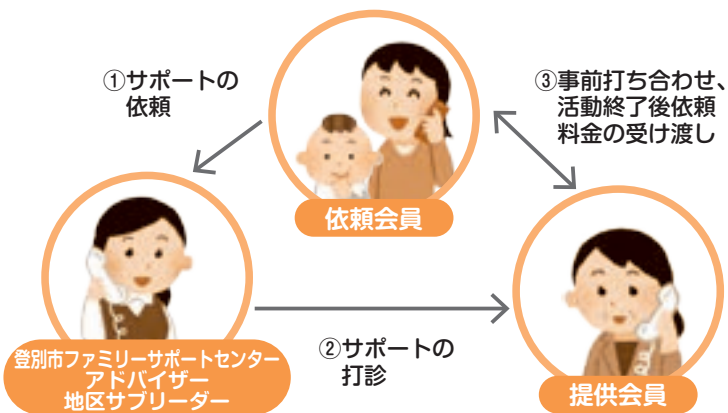 ①サポートの
依頼
③事前打ち合わせ、
活動終了後依頼
料金の受け渡し
依頼会員
登別市ファミリーサポートセンター
アドバイザー
地区サブリーダー
②サポートの
打診
提供会員